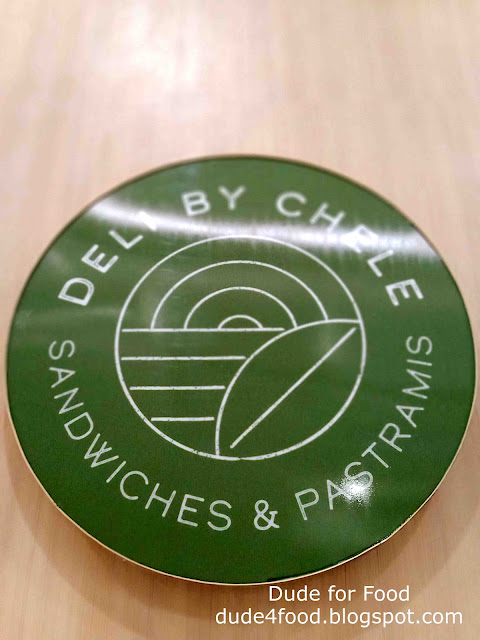 DELI BY CHELE
SANDWICHES & PASTRAMIS
Dude for Food
dude4food.blogspot.com